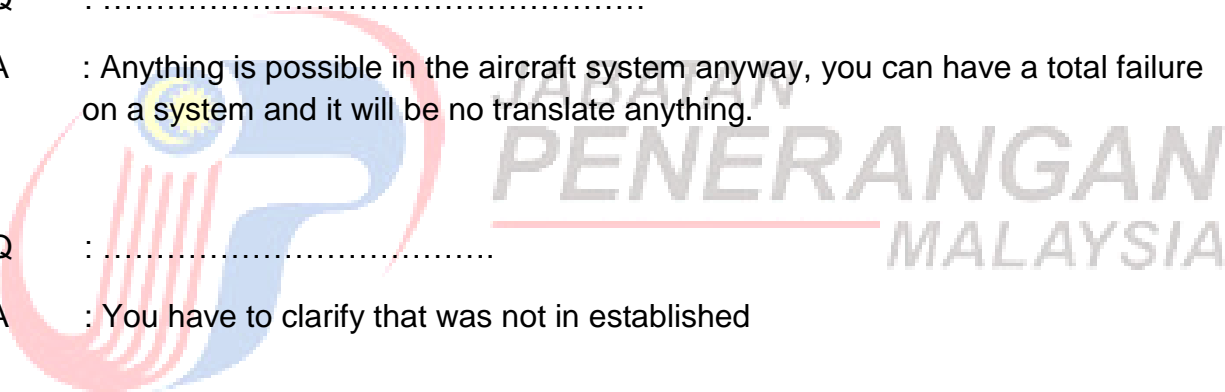 Q : ……………………………………………
A : Anything is possible in the aircraft system anyway, you can have a total failure
on a system and it will be no translate anything.
JABATAN
PENERANGAN
MALAYSIA
Q : ……………………………….
A : You have to clarify that was not in established